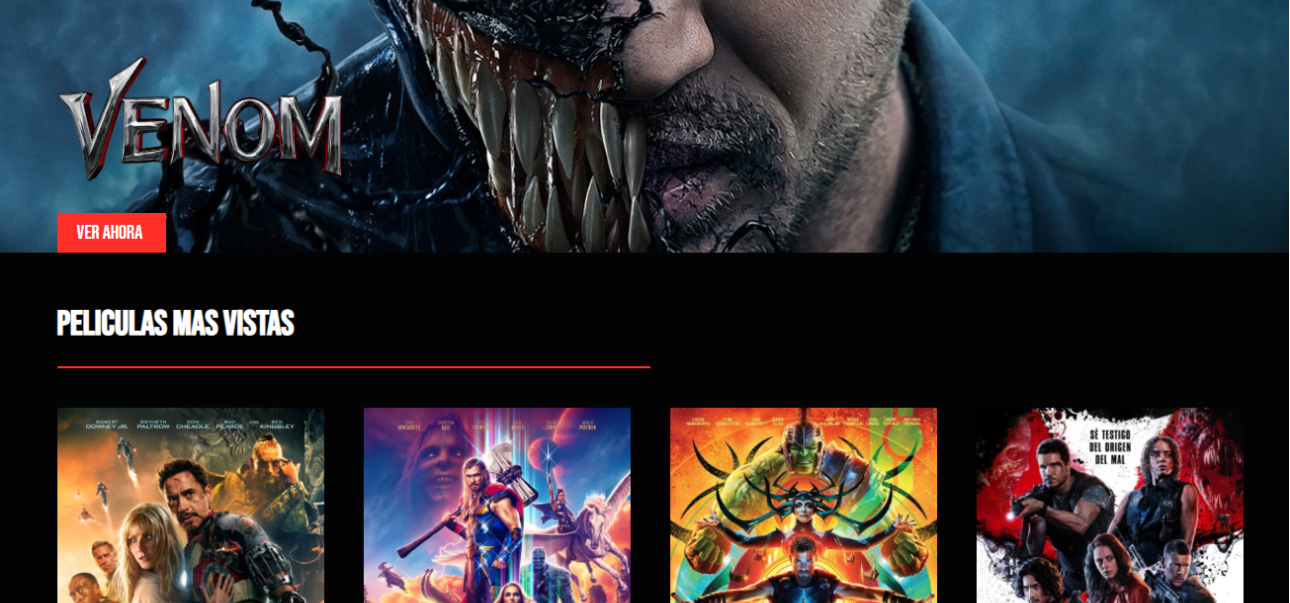 VENOM
VER AHORA
PELICULAS MAS VISTAS
ROBERT DOWNEY JR. GWYNETH PALTROW DON CHEADLE GUY PEARCE BEN KINGSLEY
SÉ TESTIGO
DEL ORIGEN
DEL MAL